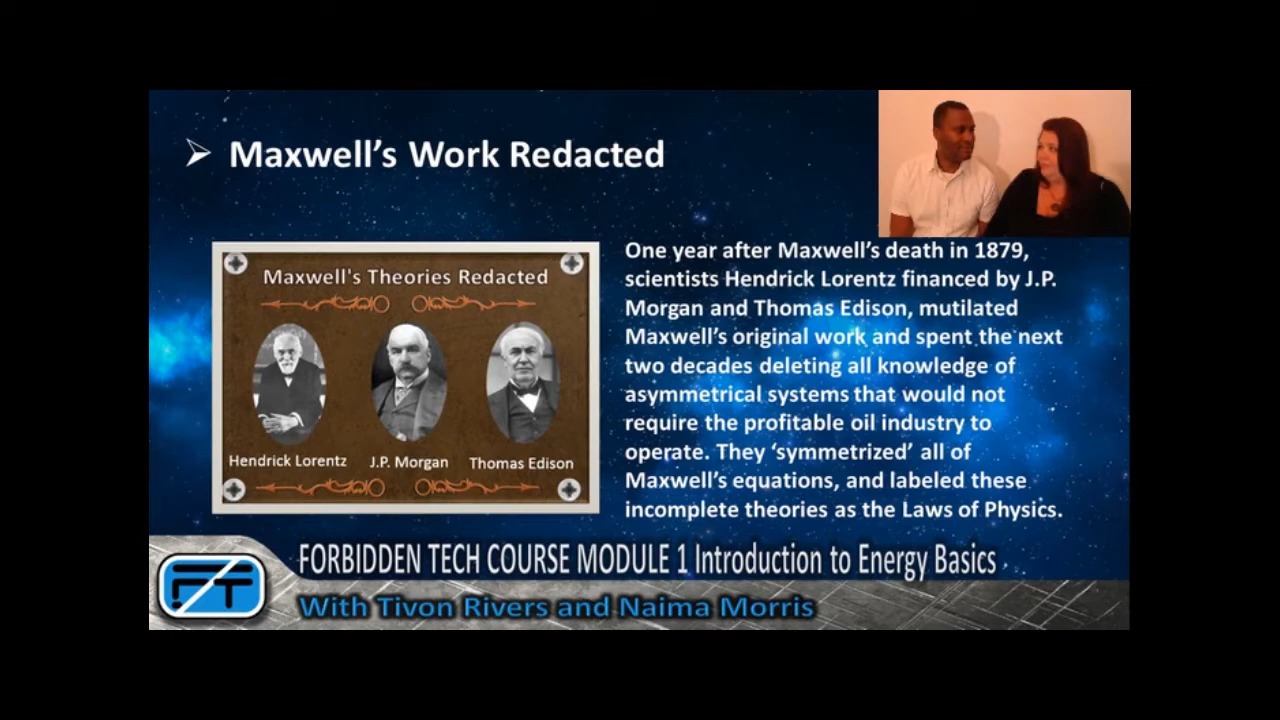 ➢ Maxwell's Work Redacted
Maxwell's Theories Redacted
Hendrick Lorentz J.P. Morgan Thomas Edison
One year after Maxwell's death in 1879,
scientists Hendrick Lorentz financed by J.P.
Morgan and Thomas Edison, mutilated
Maxwell's original work and spent the next
two decades deleting all knowledge of
asymmetrical systems that would not
require the profitable oil industry to
operate. They ‘symmetrized’ all of
Maxwell's equations, and labeled these
incomplete theories as the Laws of Physics.
FT
FORBIDDEN TECH COURSE MODULE 1 Introduction to Energy Basics
With Tivon Rivers and Naima Morris